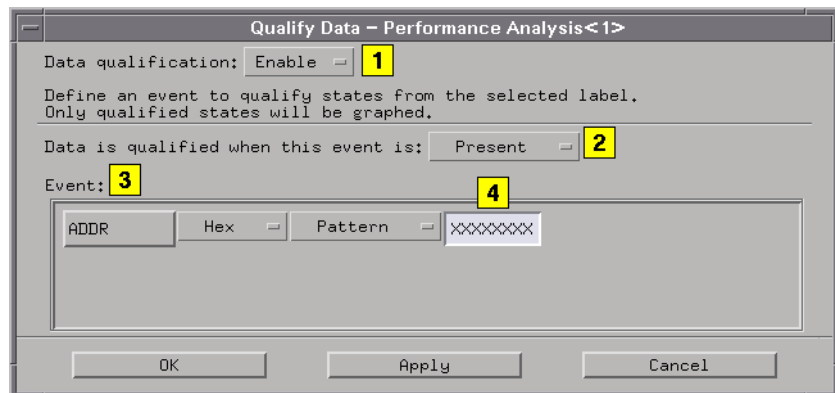 Qualify Data – Performance Analysis<1>
Data qualification: Enable 1
Define an event to qualify states from the selected label.
Only qualified states will be graphed.
Data is qualified when this event is: Present 2
Event: 3
4
ADDR Hex Pattern XXXXXXXX
OK Apply Cancel